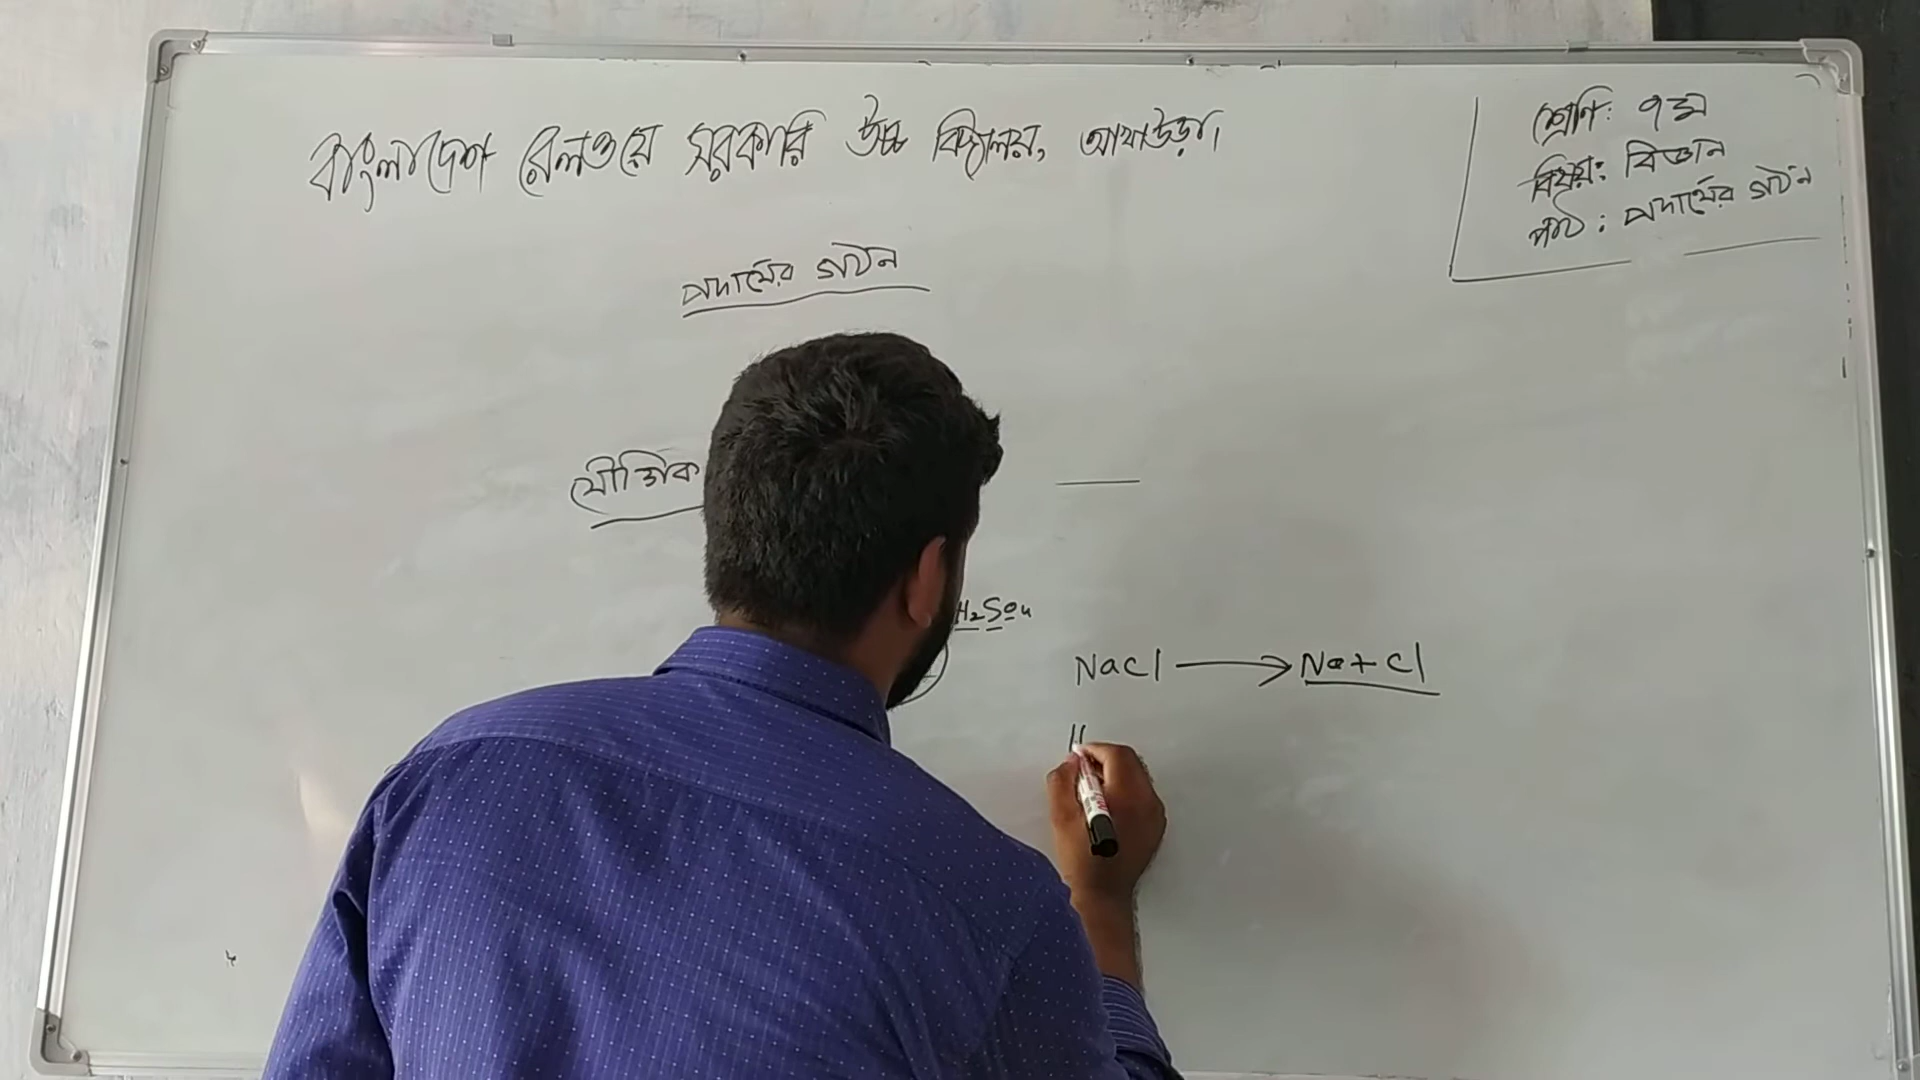 বাংলাদেশ রেলওয়ে সরকারি উচ্চ বিদ্যালয়, আখাউড়া।
শ্রেণি: ৭ম
বিষয়: বিজ্ঞান
পাঠ: পদার্থের গঠন
পদার্থের গঠন
যৌগিক
H₂SO₄
NaCl → Na + Cl